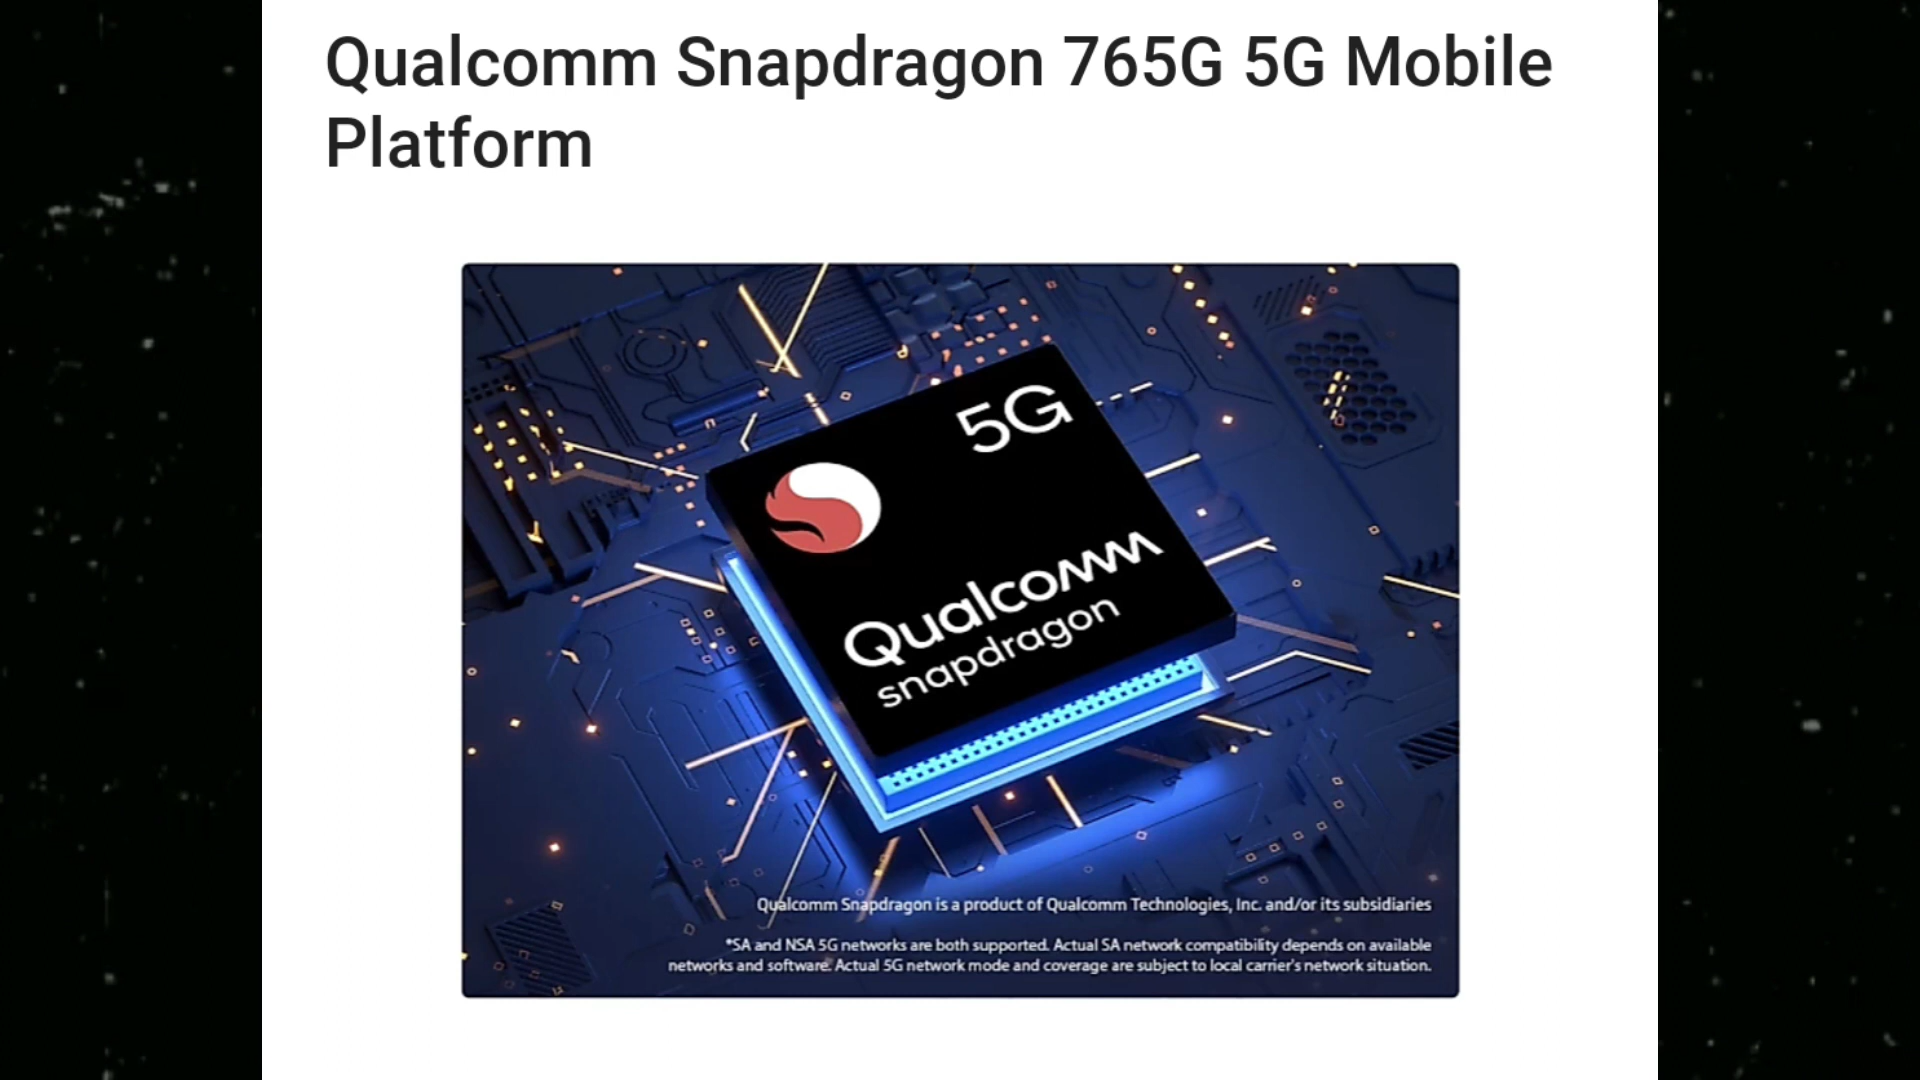 Qualcomm Snapdragon 765G 5G Mobile
Platform
5G
Qualcomm
snapdragon
Qualcomm Snapdragon is a product of Qualcomm Technologies, Inc. and/or its subsidiaries
*SA and NSA 5G networks are both supported. Actual SA network compatibility depends on available
networks and software. Actual 5G network mode and coverage are subject to local carrier's network situation.